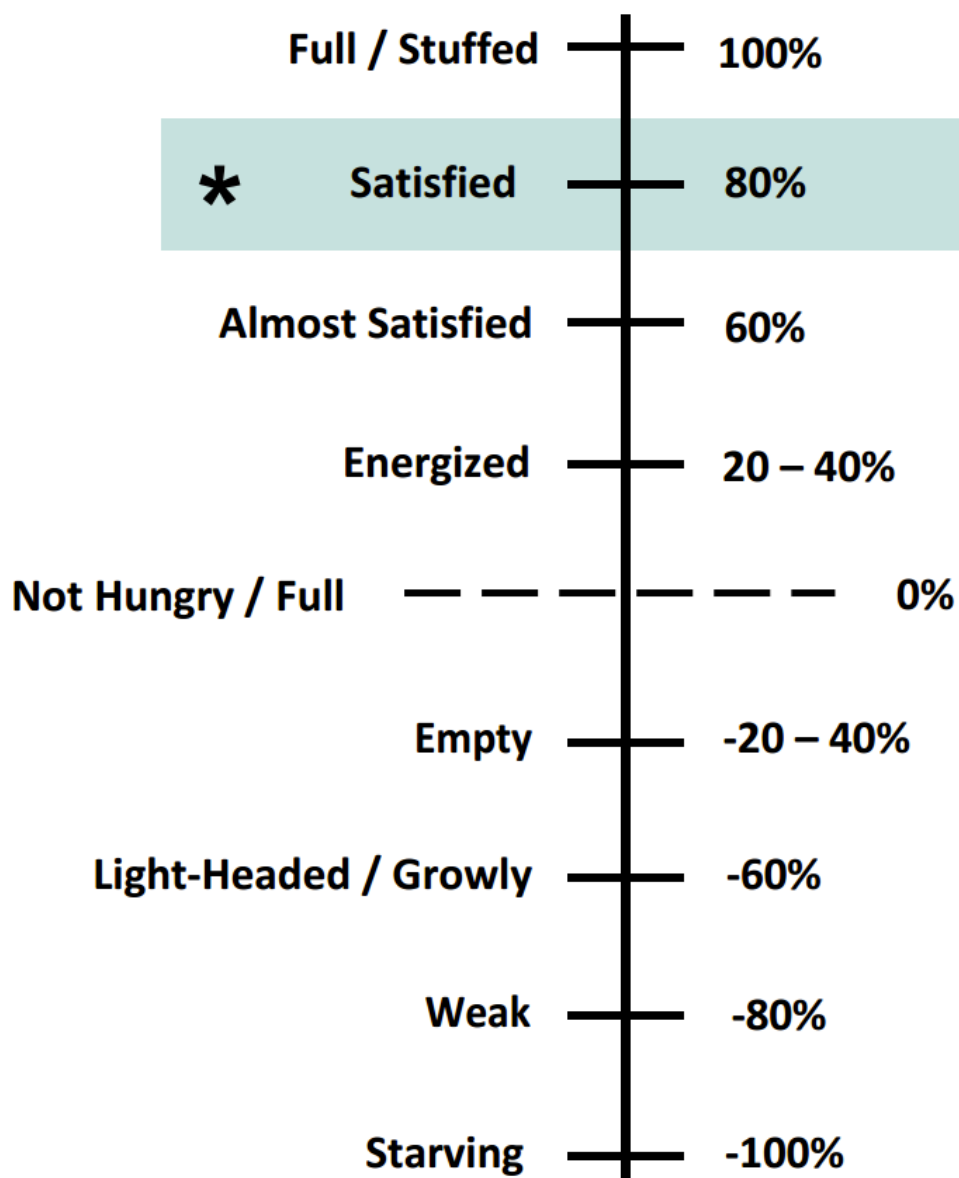 Full / Stuffed 100%
* Satisfied 80%
Almost Satisfied 60%
Energized 20 – 40%
Not Hungry / Full 0%
Empty -20 – 40%
Light-Headed / Growly -60%
Weak -80%
Starving -100%